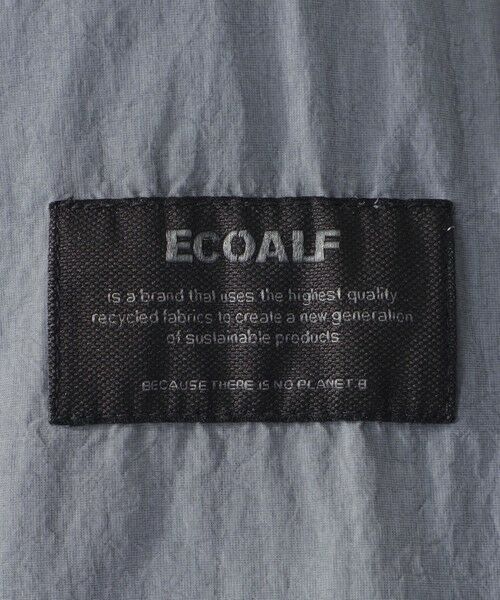 ECOALF
is a brand that uses the highest quality
recycled fabrics to create a new generation
of sustainable products
BECAUSE THERE IS NO PLANET B